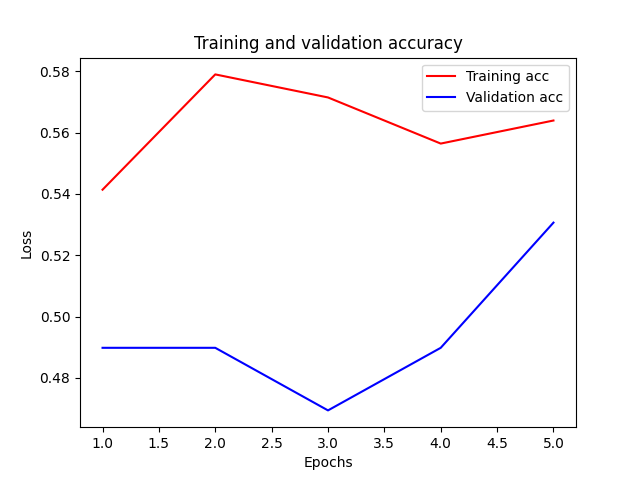 Training and validation accuracy
Training acc
Validation acc
0.58
0.56
0.54
0.52
0.50
0.48
Loss
1.0 1.5 2.0 2.5 3.0 3.5 4.0 4.5 5.0
Epochs